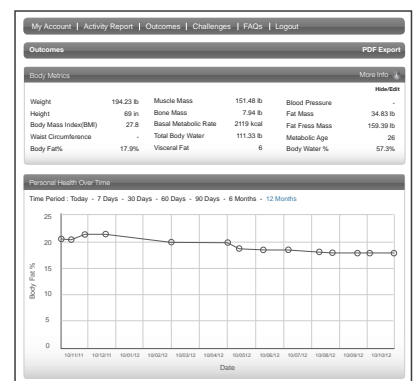 My Account | Activity Report | Outcomes | Challenges | FAQs | Logout
Outcomes PDF Export
Body Metrics More Info
Hide/Edit
Weight 194.23 lb Muscle Mass 151.48 lb Blood Pressure -
Height 69 in Bone Mass 7.94 lb Fat Mass 34.83 lb
Body Mass Index(BMI) 27.8 Basal Metabolic Rate 2119 kcal Fat Fress Mass 159.39 lb
Waist Circumference - Total Body Water 111.33 lb Metabolic Age 26
Body Fat% 17.9% Visceral Fat 6 Body Water % 57.3%
Personal Health Over Time
Time Period : Today - 7 Days - 30 Days - 60 Days - 90 Days - 6 Months - 12 Months
25
20
15
10
5
0
Body Fat %
10/11/11 10/12/11 10/01/12 10/02/12 10/03/12 10/04/12 10/05/12 10/06/12 10/07/12 10/08/12 10/09/12 10/10/12
Date